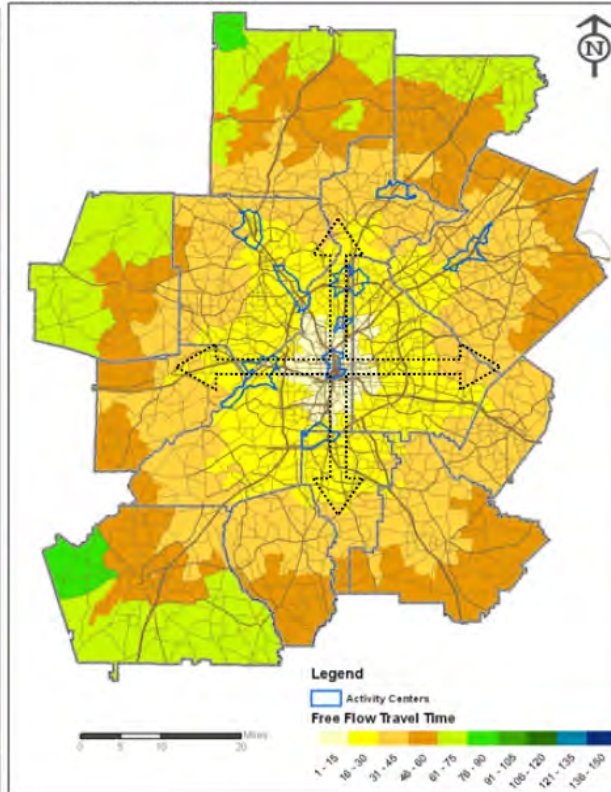 N
Legend
Activity Centers
Free Flow Travel Time
Miles
0 5 10 20
1 - 15
16 - 30
31 - 45
46 - 60
61 - 75
76 - 90
91 - 105
106 - 120
121 - 135
136 - 150